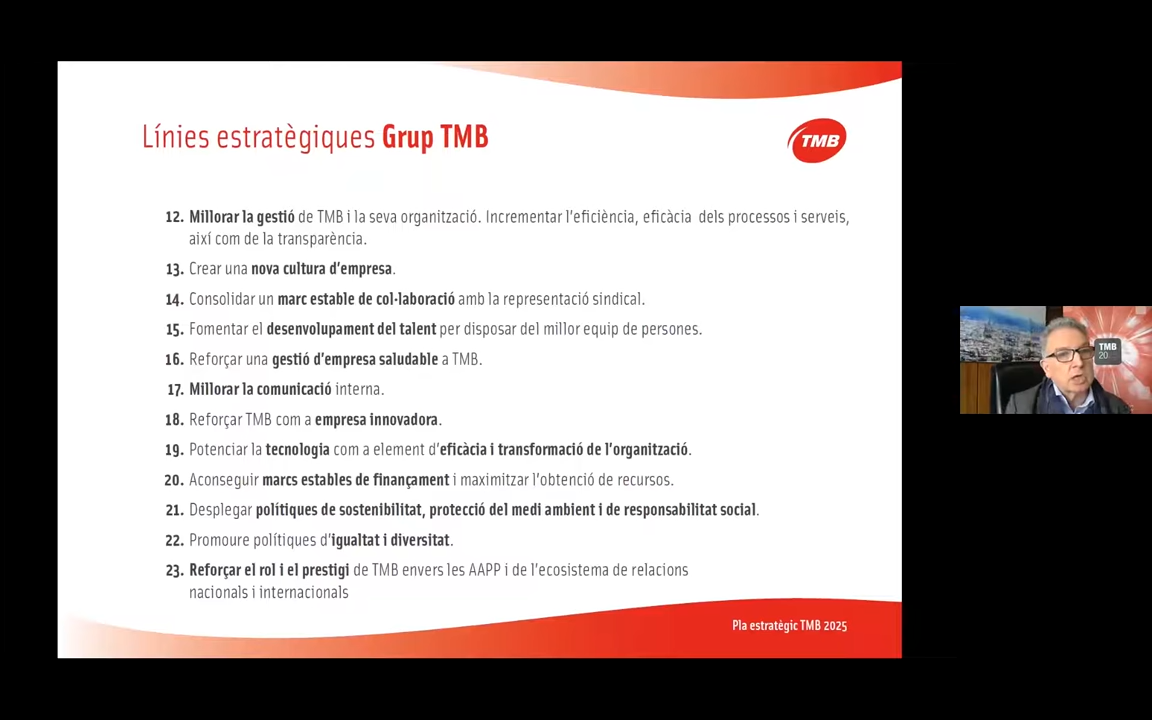 Línies estratègiques Grup TMB
TMB
12. Millorar la gestió de TMB i la seva organització. Incrementar l'eficiència, eficàcia dels processos i serveis,
així com de la transparència.
13. Crear una nova cultura d'empresa.
14. Consolidar un marc estable de col·laboració amb la representació sindical.
15. Fomentar el desenvolupament del talent per disposar del millor equip de persones.
16. Reforçar una gestió d'empresa saludable a TMB.
17. Millorar la comunicació interna.
18. Reforçar TMB com a empresa innovadora.
19. Potenciar la tecnologia com a element d'eficàcia i transformació de l'organització.
20. Aconseguir marcs estables de finançament i maximitzar l'obtenció de recursos.
21. Desplegar polítiques de sostenibilitat, protecció del medi ambient i de responsabilitat social.
22. Promoure polítiques d'igualtat i diversitat.
23. Reforçar el rol i el prestigi de TMB envers les AAPP i de l'ecosistema de relacions
nacionals i internacionals
Pla estratègic TMB 2025
TMB
20